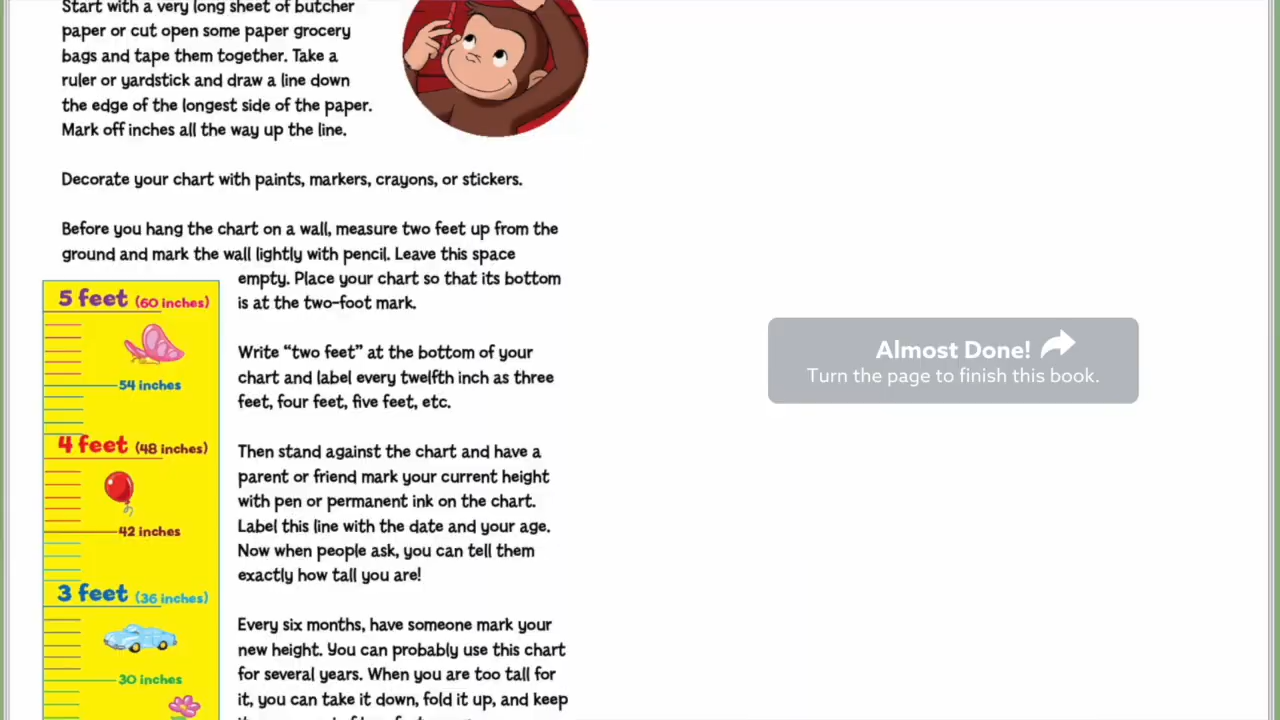 Start with a very long sheet of butcher
paper or cut open some paper grocery
bags and tape them together. Take a
ruler or yardstick and draw a line down
the edge of the longest side of the paper.
Mark off inches all the way up the line.
Decorate your chart with paints, markers, crayons, or stickers.
Before you hang the chart on a wall, measure two feet up from the
ground and mark the wall lightly with pencil. Leave this space
empty. Place your chart so that its bottom
is at the two-foot mark.
Write “two feet” at the bottom of your
chart and label every twelfth inch as three
feet, four feet, five feet, etc.
Then stand against the chart and have a
parent or friend mark your current height
with pen or permanent ink on the chart.
Label this line with the date and your age.
Now when people ask, you can tell them
exactly how tall you are!
Every six months, have someone mark your
new height. You can probably use this chart
for several years. When you are too tall for
it, you can take it down, fold it up, and keep
5 feet (60 inches)
54 inches
4 feet (48 inches)
42 inches
3 feet (36 inches)
30 inches
Almost Done!
Turn the page to finish this book.